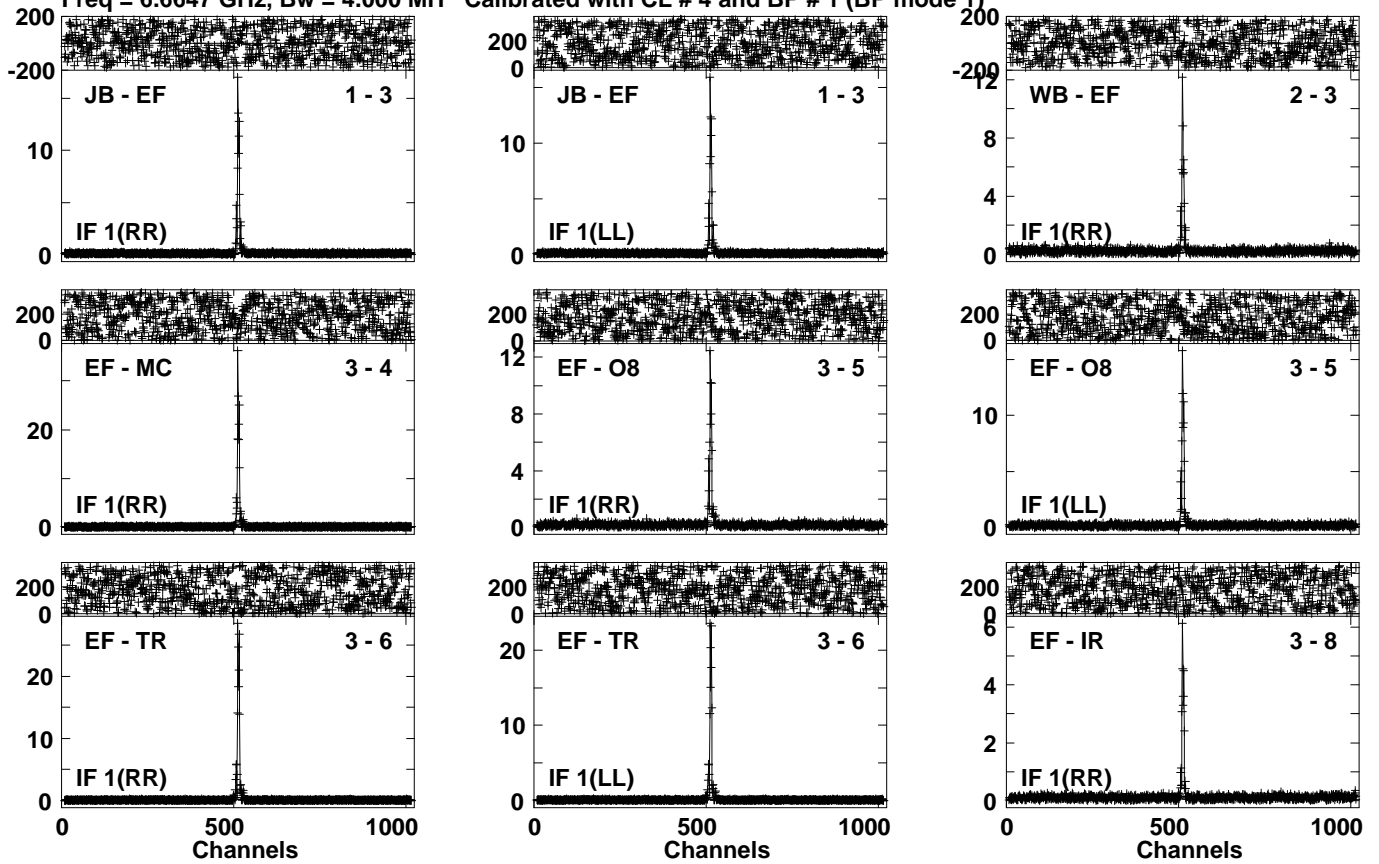 Freq = 6.6647 GHz, Bw = 4.000 MH Calibrated with CL # 4 and BP # 1 (BP mode 1)
200
-200
JB - EF 1 - 3
10
IF 1(RR)
0
200
0
JB - EF 1 - 3
10
IF 1(LL)
0
200
-200
12
WB - EF 2 - 3
8
4
IF 1(RR)
0
200
0
EF - MC 3 - 4
20
IF 1(RR)
0
200
0
12
EF - O8 3 - 5
8
4
IF 1(RR)
0
200
0
EF - O8 3 - 5
10
IF 1(LL)
0
200
0
EF - TR 3 - 6
20
10
IF 1(RR)
0
0 500 1000
Channels
200
0
EF - TR 3 - 6
20
10
IF 1(LL)
0
0 500 1000
Channels
200
0
6
EF - IR 3 - 8
4
2
IF 1(RR)
0
0 500 1000
Channels